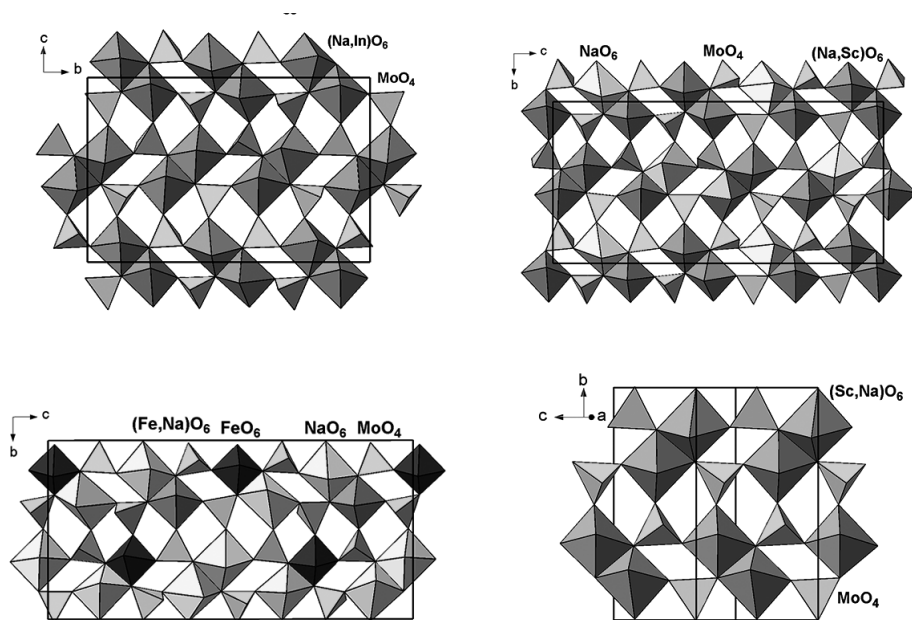 c
b
(Na,In)O6
MoO4
c
b
NaO6 MoO4 (Na,Sc)O6
c
b
(Fe,Na)O6 FeO6 NaO6 MoO4
b
c a
(Sc,Na)O6
MoO4